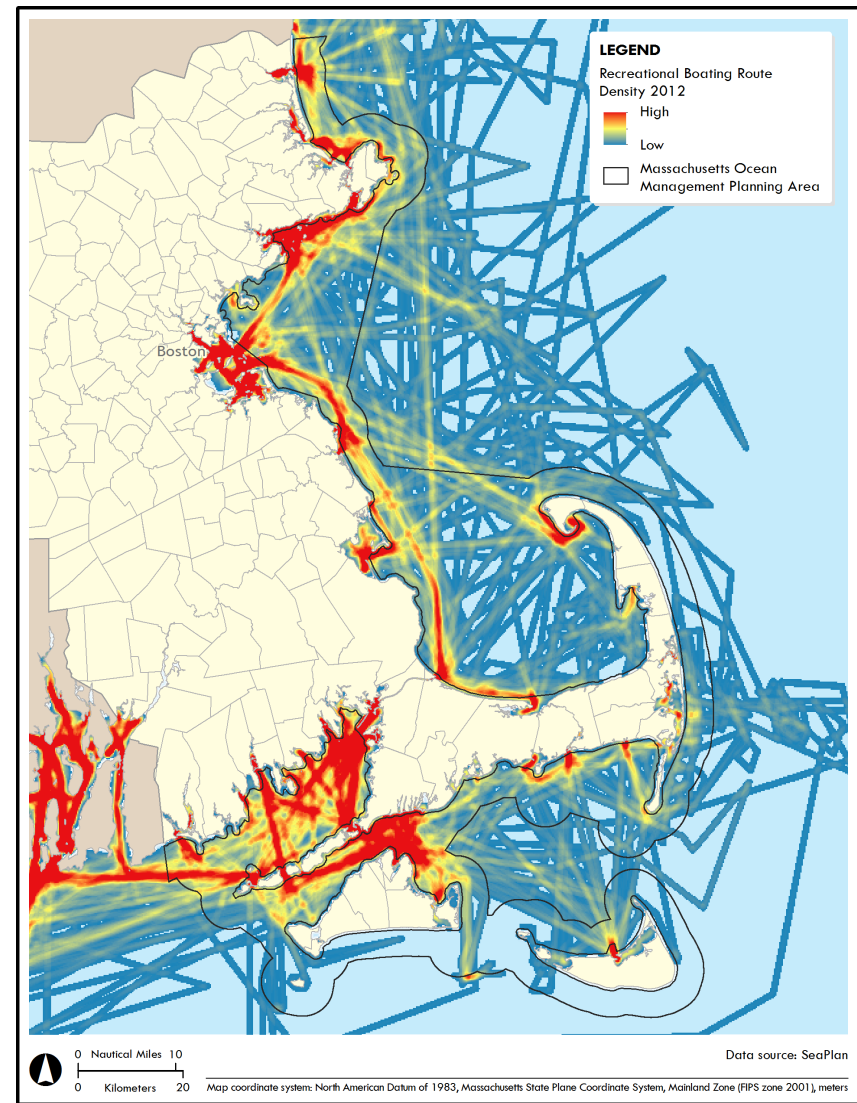 LEGEND
Recreational Boating Route
Density 2012
High
Low
Massachusetts Ocean
Management Planning Area
Boston
0 Nautical Miles 10
0 Kilometers 20
Data source: SeaPlan
Map coordinate system: North American Datum of 1983, Massachusetts State Plane Coordinate System, Mainland Zone (FIPS zone 2001), meters